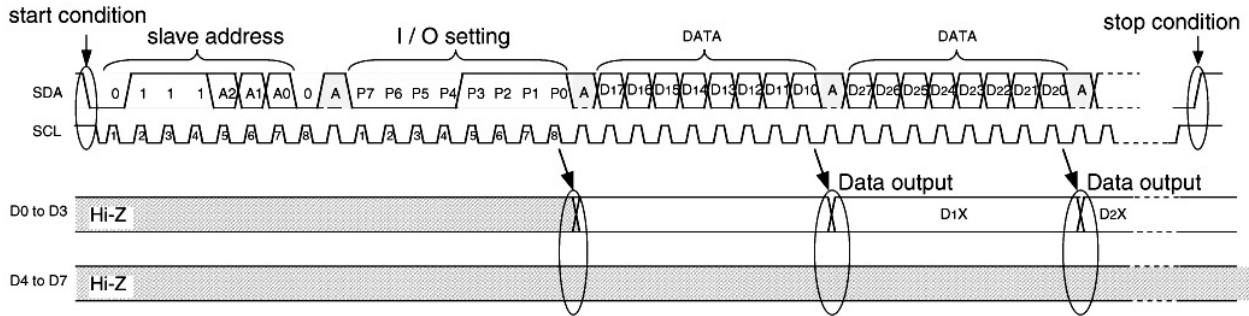 start condition
stop condition
slave address
I / O setting
DATA
DATA
SDA
0 1 1 1 A2 A1 A0 0 A P7 P6 P5 P4 P3 P2 P1 P0 A D17 D16 D15 D14 D13 D12 D11 D10 A D27 D26 D25 D24 D23 D22 D21 D20 A
SCL
1 2 3 4 5 6 7 8 1 2 3 4 5 6 7 8
Data output
Data output
D0 to D3
Hi-Z
D1X
D2X
D4 to D7
Hi-Z